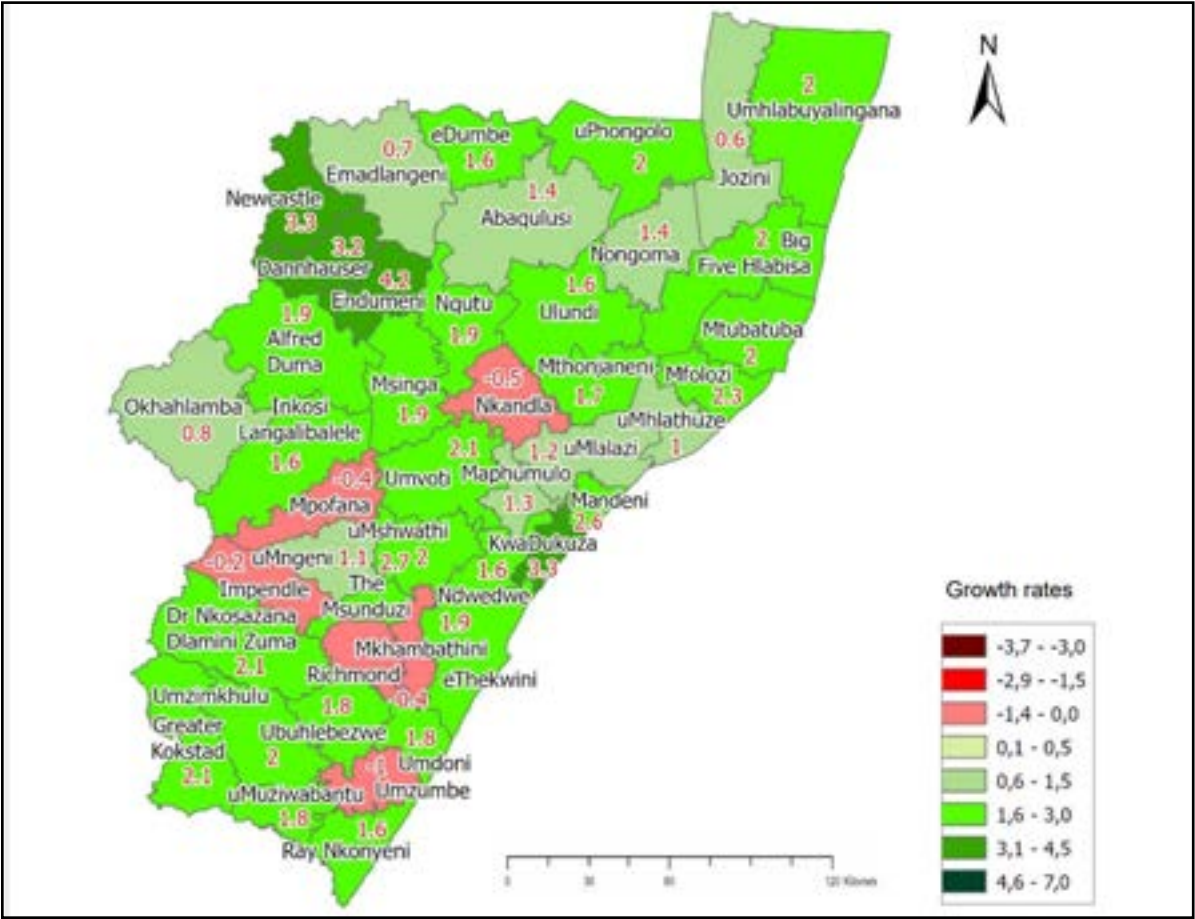 N
2
Umhlabuyalingana
eDumbe
1.6
uPhongolo
2
0.7
Emadlangeni
0.6
Jozini
1.4
Abaqulusi
Newcastle
3.3
1.4
Nongoma
2 Big
Five Hlabisa
3.2
Dannhauser
4.2
Endumeni
Nqutu
1.9
1.6
Ulundi
1.9
Alfred
Duma
Mtubatuba
2
Msinga
1.9
-0.5
Nkandla
Mthonjaneni
1.7
Mfolozi
2.3
Okhahlamba
0.8
Inkosi
Langalibalele
1.6
uMhlathuze
1
2.1
Umvoti
1.2 uMlalazi
Maphumulo
1.3
-0.4
Mpofana
Mandeni
2.6
uMshwathi
2.7 2
KwaDukuza
3.3
1.6
Ndwedwe
-0.2 uMngeni 1.1
Impendle
The
Msunduzi
Dr Nkosazana
Dlamini Zuma
2.1
1.9
Mkhambathini
Richmond
-0.4
eThekwini
Umzimkhulu
1.8
Ubuhlebezwe
2
Greater
Kokstad
2.1
1.8
Umdoni
-1
Umzumbe
uMuziwabantu
1.8
1.6
Ray Nkonyeni
Growth rates
-3,7 - -3,0
-2,9 - -1,5
-1,4 - 0,0
0,1 - 0,5
0,6 - 1,5
1,6 - 3,0
3,1 - 4,5
4,6 - 7,0
0
120